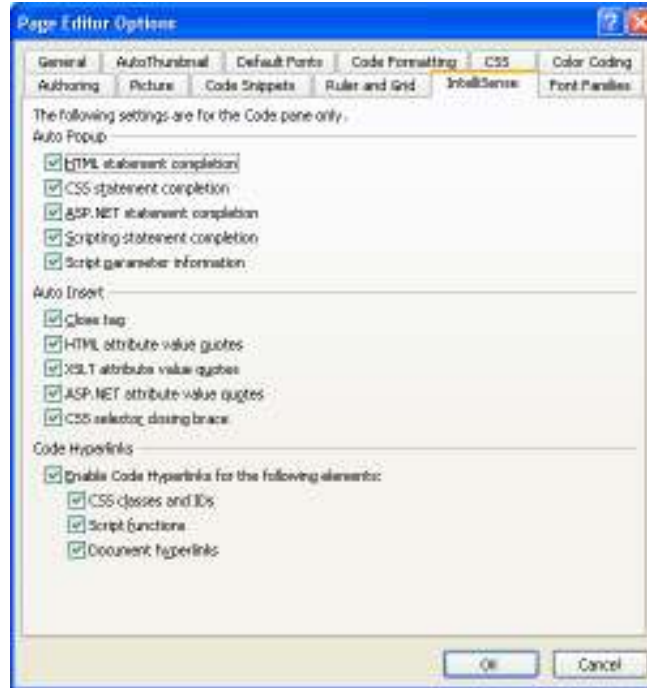 Page Editor Options
General AutoThumbnail Default Fonts Code Formatting CSS Color Coding
Authoring Picture Code Snippets Ruler and Grid IntelliSense Font Families
The following settings are for the Code pane only.
Auto Popup
HTML statement completion
CSS statement completion
ASP.NET statement completion
Scripting statement completion
Script parameter information
Auto Insert
Close tag
HTML attribute value quotes
XSLT attribute value quotes
ASP.NET attribute value quotes
CSS selector closing brace
Code Hyperlinks
Enable Code Hyperlinks for the following elements:
CSS classes and IDs
Script functions
Document hyperlinks
OK Cancel